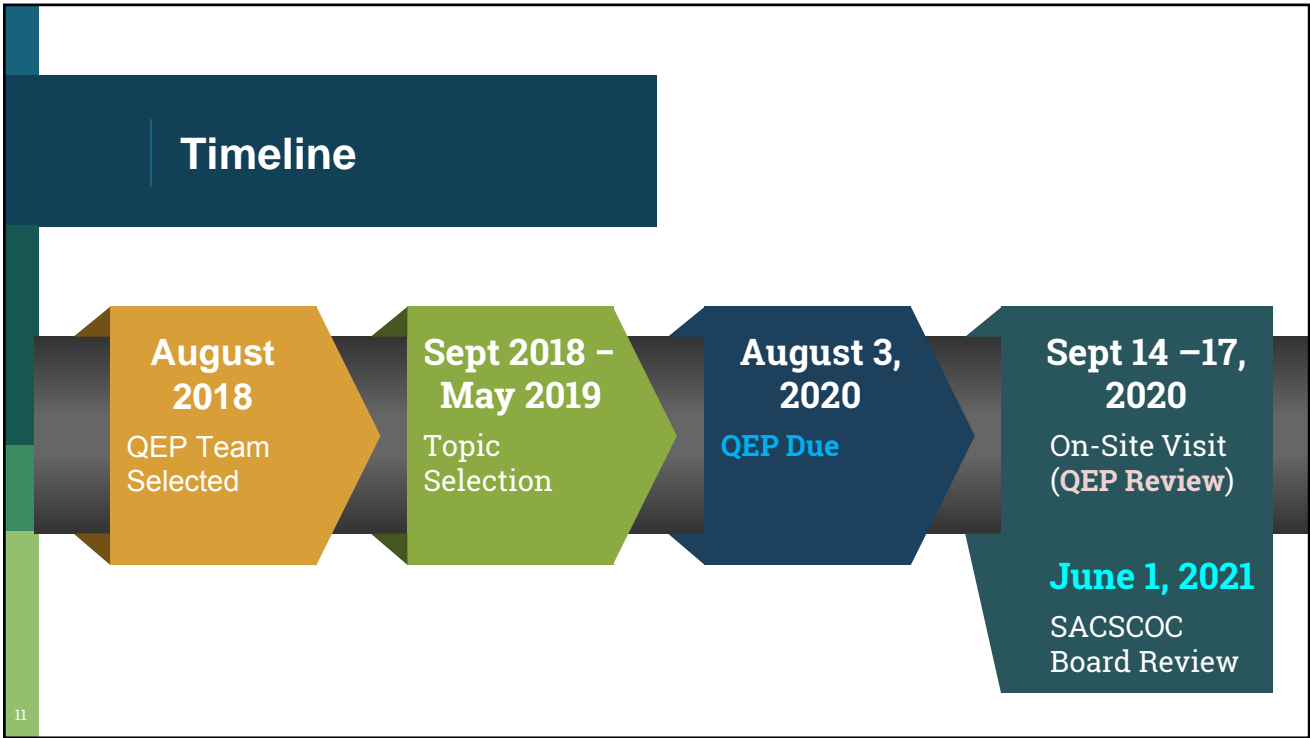 Timeline
August
2018
QEP Team
Selected
Sept 2018 –
May 2019
Topic
Selection
August 3,
2020
QEP Due
Sept 14 –17,
2020
On-Site Visit
(QEP Review)
June 1, 2021
SACSCOC
Board Review
11